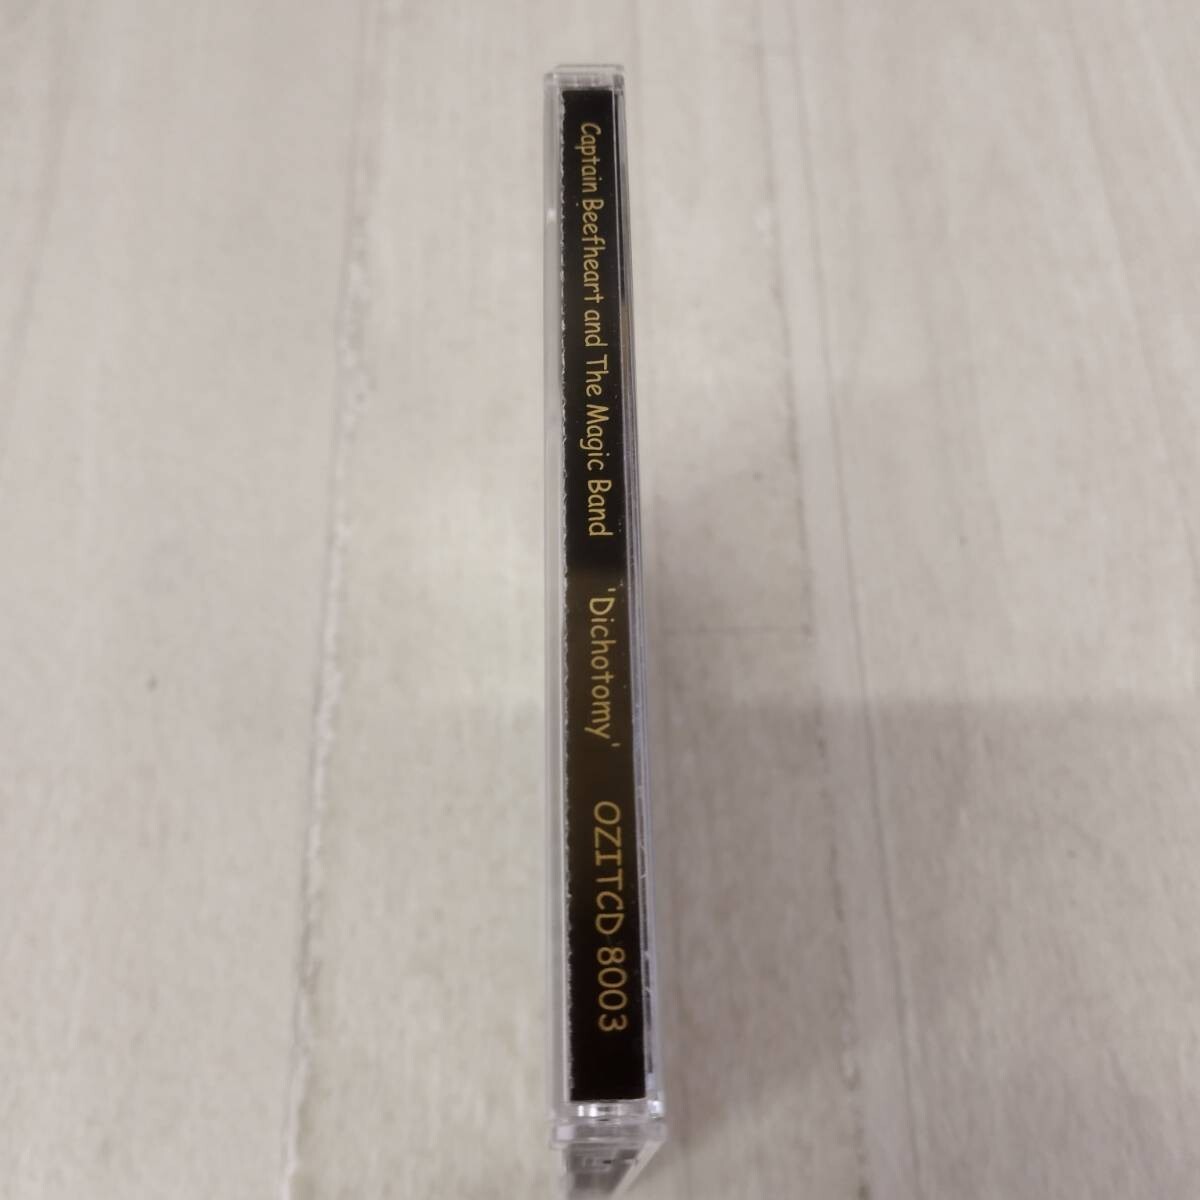 Captain Beefheart and The Magic Band 'Dichotomy' OZITCD 8003